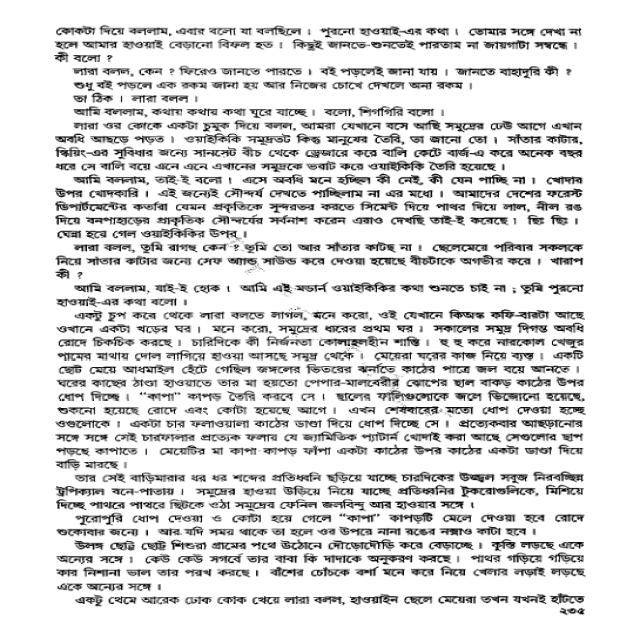 কোকটা দিয়ে বললাম, এবার বলো যা বলছিলে। পুরনো হাওয়াই-এর কথা। তোমার সঙ্গে দেখা না
হলে আমার হাওয়াই বেড়ানো বিফল হত। কিছুই জানতে-শুনতেই পারতাম না জায়গাটা সম্বন্ধে।
কী বলো?
লারা বলল, কেন? ফিরেও জানতে পারতে। বই পড়লেই জানা যায়। জানতে বাহাদুরি কী?
শুধু বই পড়লে এক রকম জানা হয় আর নিজের চোখে দেখলে অন্য রকম।
তা ঠিক। লারা বলল।
আমি বললাম, কথায় কথায় কথা ঘুরে যাচ্ছে। বলো, শিগগিরি বলো।
লারা ওর কোকে একটা চুমুক দিয়ে বলল, আমরা যেখানে বসে আছি সমুদ্রের ঢেউ আগে এখান
অবধি আছড়ে পড়ত। ওয়াইকিকি সমুদ্রতট কিন্তু মানুষের তৈরি, তা জানো তো। সাঁতার কাটার,
স্কিয়িং-এর সুবিধার জন্যে সানসেট বীচ থেকে ড্রেজারে করে বালি কেটে বার্জ-এ করে অনেক বছর
ধরে সে বালি বয়ে এনে এনে এখানের সমুদ্রকে ভরাট করে ওয়াইকিকি তৈরি হয়েছে।
আমি বললাম, তাই-ই বলো। এসে অবধি মনে হচ্ছিল কী নেই, কী যেন পাচ্ছি না। খোদার
উপর খোদকারি। এই জন্যেই সৌন্দর্য দেখতে পাচ্ছিলাম না এর মধ্যে। আমাদের দেশের ফরেস্ট
ডিপার্টমেন্টের কর্তারা যেমন প্রকৃতিকে সুন্দরতর করতে সিমেন্ট দিয়ে পাথর দিয়ে লাল, নীল রঙ
দিয়ে বনপাহাড়ের প্রাকৃতিক সৌন্দর্যের সর্বনাশ করেন এরাও দেখছি তাই-ই করেছে। ছিঃ ছিঃ।
ঘেন্না হয়ে গেল ওয়াইকিকির উপর।
লারা বলল, তুমি রাগছ কেন? তুমি তো আর সাঁতার কাটছ না। ছেলেমেয়ে পরিবার সকলকে
নিয়ে সাঁতার কাটার জন্যে সেফ অ্যান্ড সাউন্ড করে দেওয়া হয়েছে বীচটাকে অগভীর করে। খারাপ
কী?
আমি বললাম, যাই-ই হোক। আমি এই মডার্ন ওয়াইকিকির কথা শুনতে চাই না; তুমি পুরনো
হাওয়াই-এর কথা বলো।
একটু চুপ করে থেকে লারা বলতে লাগল, মনে করো, ওই যেখানে কিঅস্ক কফি-বারটা আছে
ওখানে একটা খড়ের ঘর। মনে করো, সমুদ্রের ধারের প্রথম ঘর। সকালের সমুদ্র দিগন্ত অবধি
রোদে চিকচিক করছে। চারিদিকে কী নির্জনতা কোলাহলহীন শান্তি। হু হু করে নারকোল খেজুর
পামের মাথায় দোল লাগিয়ে হাওয়া আসছে সমুদ্র থেকে। মেয়েরা ঘরের কাজ নিয়ে ব্যস্ত। একটি
ছোট মেয়ে আধমাইল হেঁটে গেছিল জঙ্গলের ভিতরের ঝর্নাতে কাঠের পাত্রে জল বয়ে আনতে।
ঘরের কাছের ঠাণ্ডা হাওয়াতে তার মা হয়তো পেপার-মালবেরীর ঝোপের ছাল বাকড় কাঠের উপর
ধোপ দিচ্ছে। “কাপা” কাপড় তৈরি করবে সে। ছালের ফালিগুলোকে জলে ভিজোনো হয়েছে,
শুকনো হয়েছে রোদে এবং কোটা হয়েছে আগে। এখন শেষবারের মতো ধোপ দেওয়া হচ্ছে
ওগুলোকে। একটা চার ফলাওয়ালা কাঠের ডাণ্ডা দিয়ে ধোপ দিচ্ছে সে। প্রত্যেকবার আছড়ানোর
সঙ্গে সঙ্গে সেই চারফালার প্রত্যেক ফলায় যে জ্যামিতিক প্যাটার্ন খোদাই করা আছে সেগুলোর ছাপ
পড়ছে কাপাতে। মেয়েটির মা কাপা-কাপড় ফাঁপা একটা কাঠের উপর কাঠের একটা ডাণ্ডা দিয়ে
বাড়ি মারছে।
তার সেই বাড়িমারার ধর ধর শব্দের প্রতিধ্বনি ছড়িয়ে যাচ্ছে চারদিকের উজ্জ্বল সবুজ নিরবচ্ছিন্ন
ট্রপিক্যাল বনে-পাতায়। সমুদ্রের হাওয়া উড়িয়ে নিয়ে যাচ্ছে প্রতিধ্বনির টুকরোগুলিকে, মিশিয়ে
দিচ্ছে পাথরে পাথরে ছিটকে ওঠা সমুদ্রের ফেনিল জলবিন্দু আর হাওয়ার সঙ্গে।
পুরোপুরি ধোপ দেওয়া ও কোটা হয়ে গেলে “কাপা” কাপড়টি মেলে দেওয়া হবে রোদে
শুকোবার জন্যে। আর যদি সময় থাকে তা হলে ওর উপরে নানা রঙের নক্সাও কাটা হবে।
উলঙ্গ ছোট্ট ছোট্ট শিশুরা গ্রামের পথে উঠোনে দৌড়োদৌড়ি করে বেড়াচ্ছে। কুস্তি লড়ছে একে
অন্যের সঙ্গে। কেউ কেউ সগর্বে তার বাবা কি দাদাকে অনুকরণ করছে। পাথর গড়িয়ে গড়িয়ে
কার নিশানা ভাল তার পরখ করছে। বাঁশের চোঁচকে বর্শা মনে করে নিয়ে খেলার লড়াই লড়ছে
একে অন্যের সঙ্গে।
একটু থেমে আরেক ঢোক কোক খেয়ে লারা বলল, হাওয়াইন ছেলে মেয়েরা তখন যখনই হাঁটতে
২৩৫